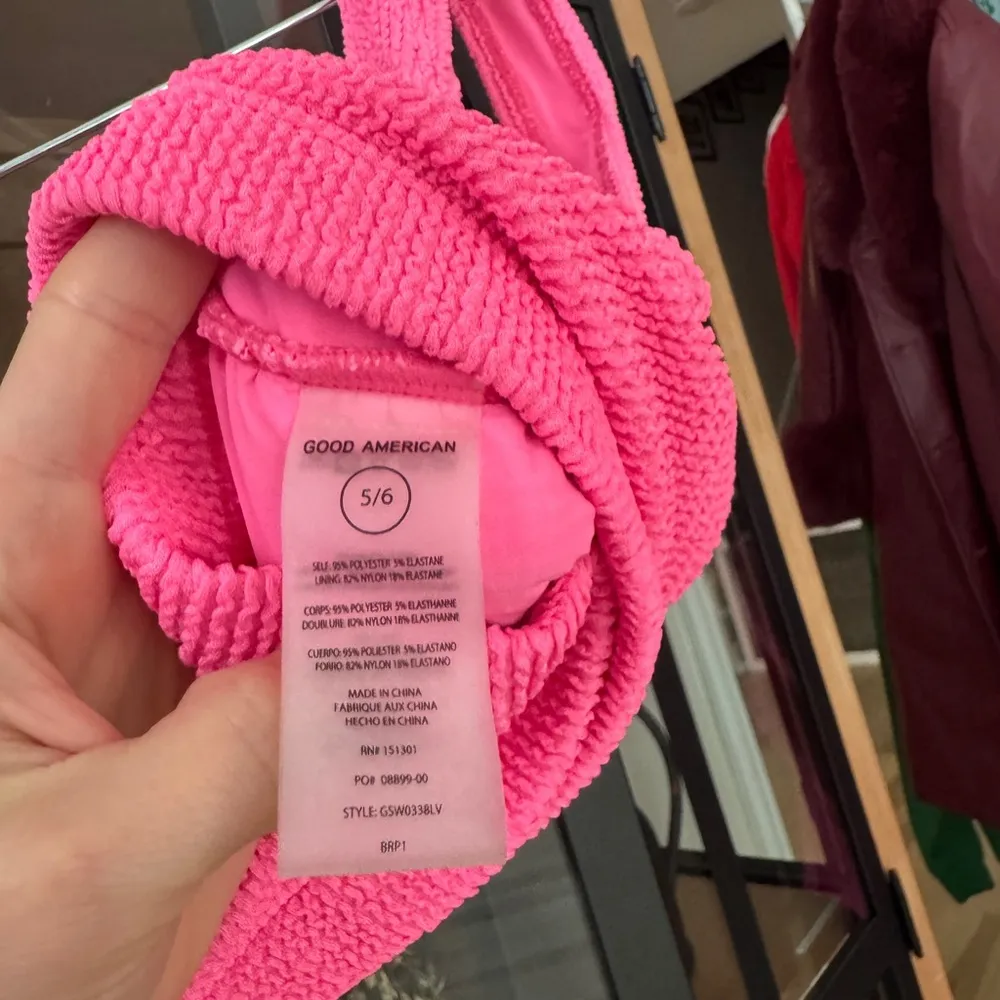 GOOD AMERICAN
5/6
SELF: 95% POLYESTER 5% ELASTANE
LINING: 82% NYLON 18% ELASTANE
CORPS: 95% POLYESTER 5% ELASTHANNE
DOUBLURE: 82% NYLON 18% ELASTHANNE
CUERPO: 95% POLIESTER 5% ELASTANO
FORRO: 82% NYLON 18% ELASTANO
MADE IN CHINA
FABRIQUE AUX CHINA
HECHO EN CHINA
RN# 151301
PO# 08899-00
STYLE: GSW0338LV
BRP1